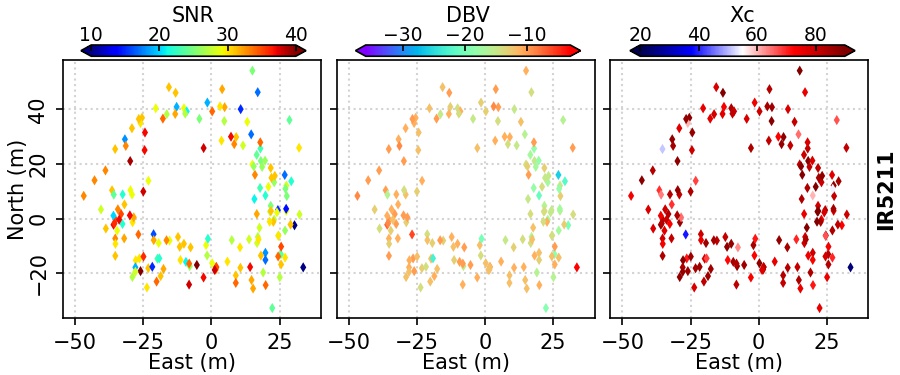 SNR DBV Xc
10 20 30 40 −30 −20 −10 20 40 60 80
North (m)
40
20
0
−20
−50 −25 0 25 −50 −25 0 25 −50 −25 0 25
East (m) East (m) East (m)
IR5211